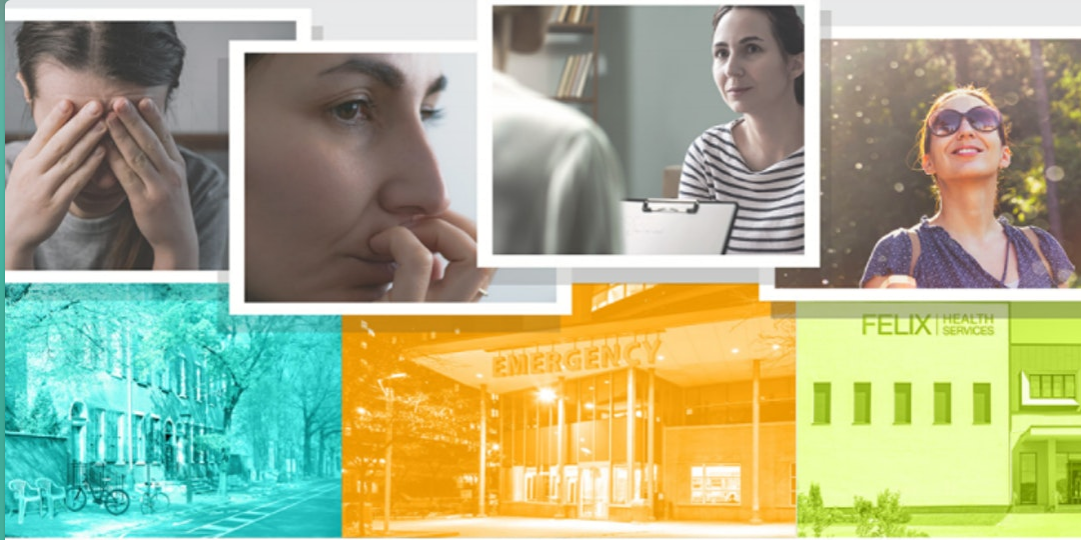 EMERGENCY
FELIX | HEALTH
SERVICES